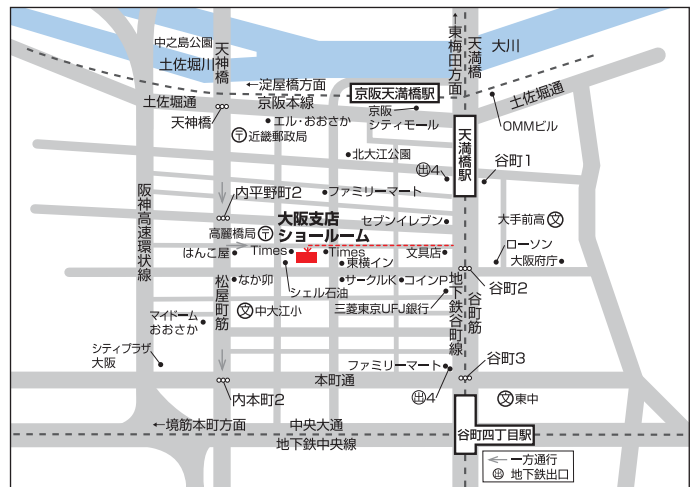 中之島公園
天神橋
土佐堀川
←東梅田方面
天満橋
大川
←淀屋橋方面
京阪天満橋駅
土佐堀通
京阪本線
京阪
シティモール
土佐堀通
天神橋
エル・おおさか
〒近畿郵政局
OMMビル
天満橋駅
北大江公園
出4
谷町1
阪神高速環状線
内平野町2
ファミリーマート
大阪支店
ショールーム
セブンイレブン
大手前高 文
高麗橋局 〒
はんこ屋
Times
Times
文具店
ローソン
大阪府庁
東横イン
松屋町筋
なか卯
シェル石油
サークルK
コインP
地下鉄谷町線
谷町筋
谷町2
文 中大江小
三菱東京UFJ銀行
マイドーム
おおさか
シティプラザ
大阪
ファミリーマート
谷町3
本町通
内本町2
出4
文 東中
←境筋本町方面
中央大通
地下鉄中央線
谷町四丁目駅
← 一方通行
出 地下鉄出口